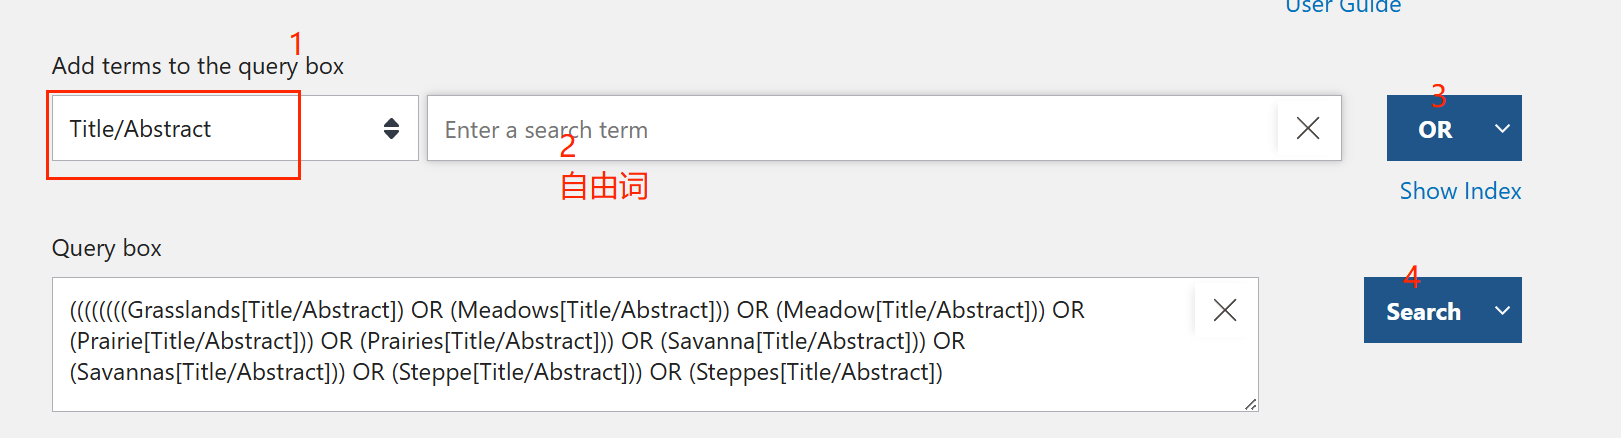 User Guide
1
Add terms to the query box
Title/Abstract
Enter a search term
3
OR
2
自由词
Show Index
Query box
4
((((((((Grasslands[Title/Abstract]) OR (Meadows[Title/Abstract])) OR (Meadow[Title/Abstract])) OR
(Prairie[Title/Abstract])) OR (Prairies[Title/Abstract])) OR (Savanna[Title/Abstract])) OR
(Savannas[Title/Abstract])) OR (Steppe[Title/Abstract])) OR (Steppes[Title/Abstract])
Search